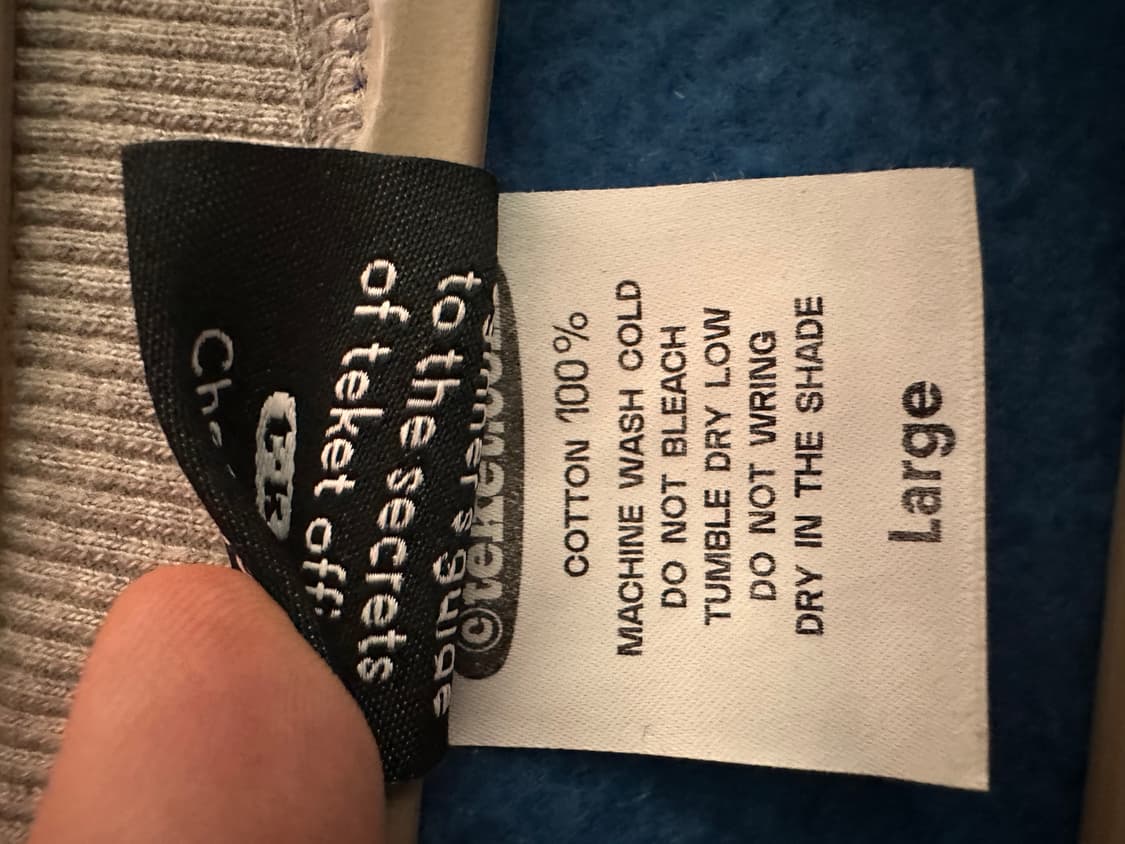 guide
to the secrets
of teket off:
COTTON 100%
MACHINE WASH COLD
DO NOT BLEACH
TUMBLE DRY LOW
DO NOT WRING
DRY IN THE SHADE
Large